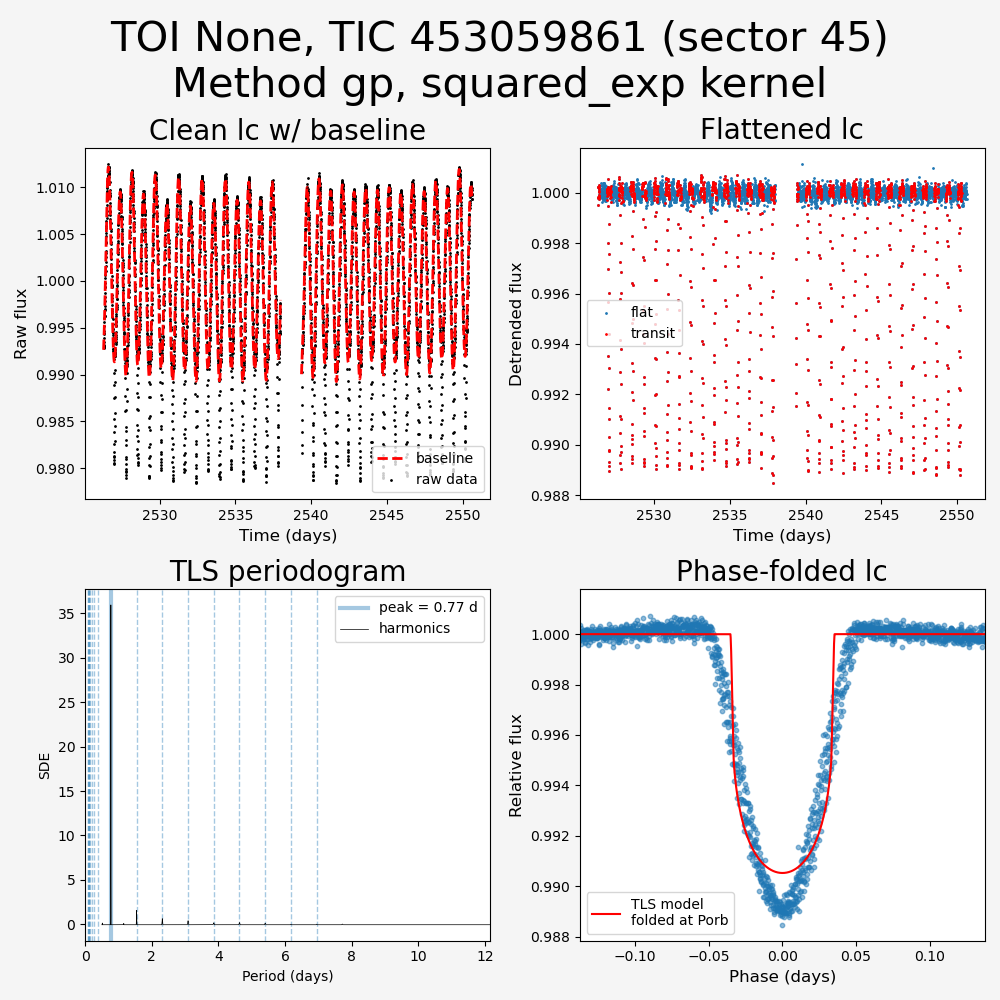 TOI None, TIC 453059861 (sector 45)
Method gp, squared_exp kernel
Clean lc w/ baseline
Raw flux
1.010
1.005
1.000
0.995
0.990
0.985
0.980
baseline
raw data
2530
2535
2540
2545
2550
Time (days)
Flattened lc
Detrended flux
1.000
0.998
0.996
0.994
0.992
0.990
0.988
flat
transit
2530
2535
2540
2545
2550
Time (days)
TLS periodogram
SDE
35
30
25
20
15
10
5
0
peak = 0.77 d
harmonics
0
2
4
6
8
10
12
Period (days)
Phase-folded lc
Relative flux
1.000
0.998
0.996
0.994
0.992
0.990
0.988
TLS model
folded at Porb
−0.10
−0.05
0.00
0.05
0.10
Phase (days)